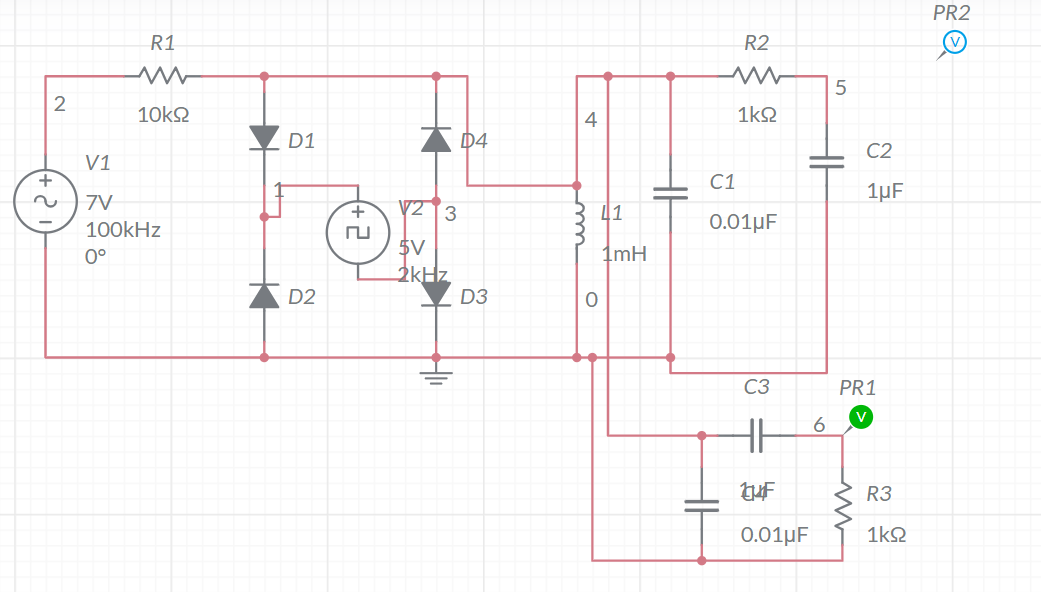 PR2
V
R1
10kΩ
R2
1kΩ
2
V1
7V
100kHz
0°
D1
D4
1
V2
5V
2kHz
3
D2
D3
4
L1
1mH
0
C1
0.01µF
5
C2
1µF
C3
1µF
PR1
V
6
C4
0.01µF
R3
1kΩ